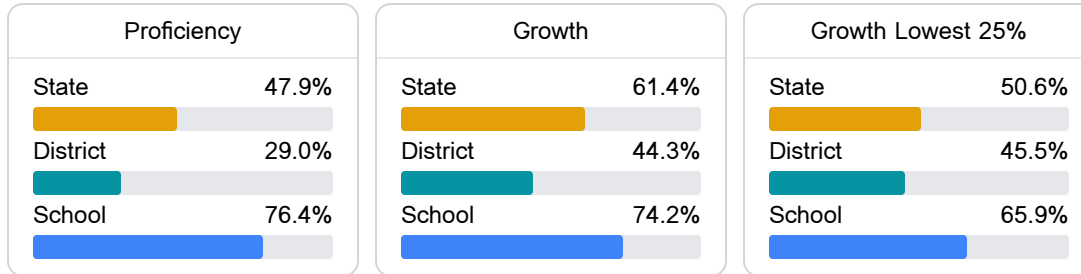 Proficiency
State 47.9%
District 29.0%
School 76.4%
Growth
State 61.4%
District 44.3%
School 74.2%
Growth Lowest 25%
State 50.6%
District 45.5%
School 65.9%